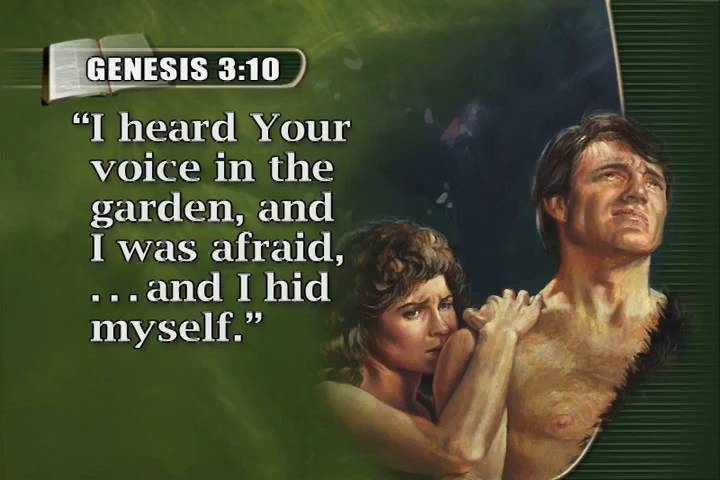 GENESIS 3:10
“I heard Your
voice in the
garden, and
I was afraid,
. . . and I hid
myself.”